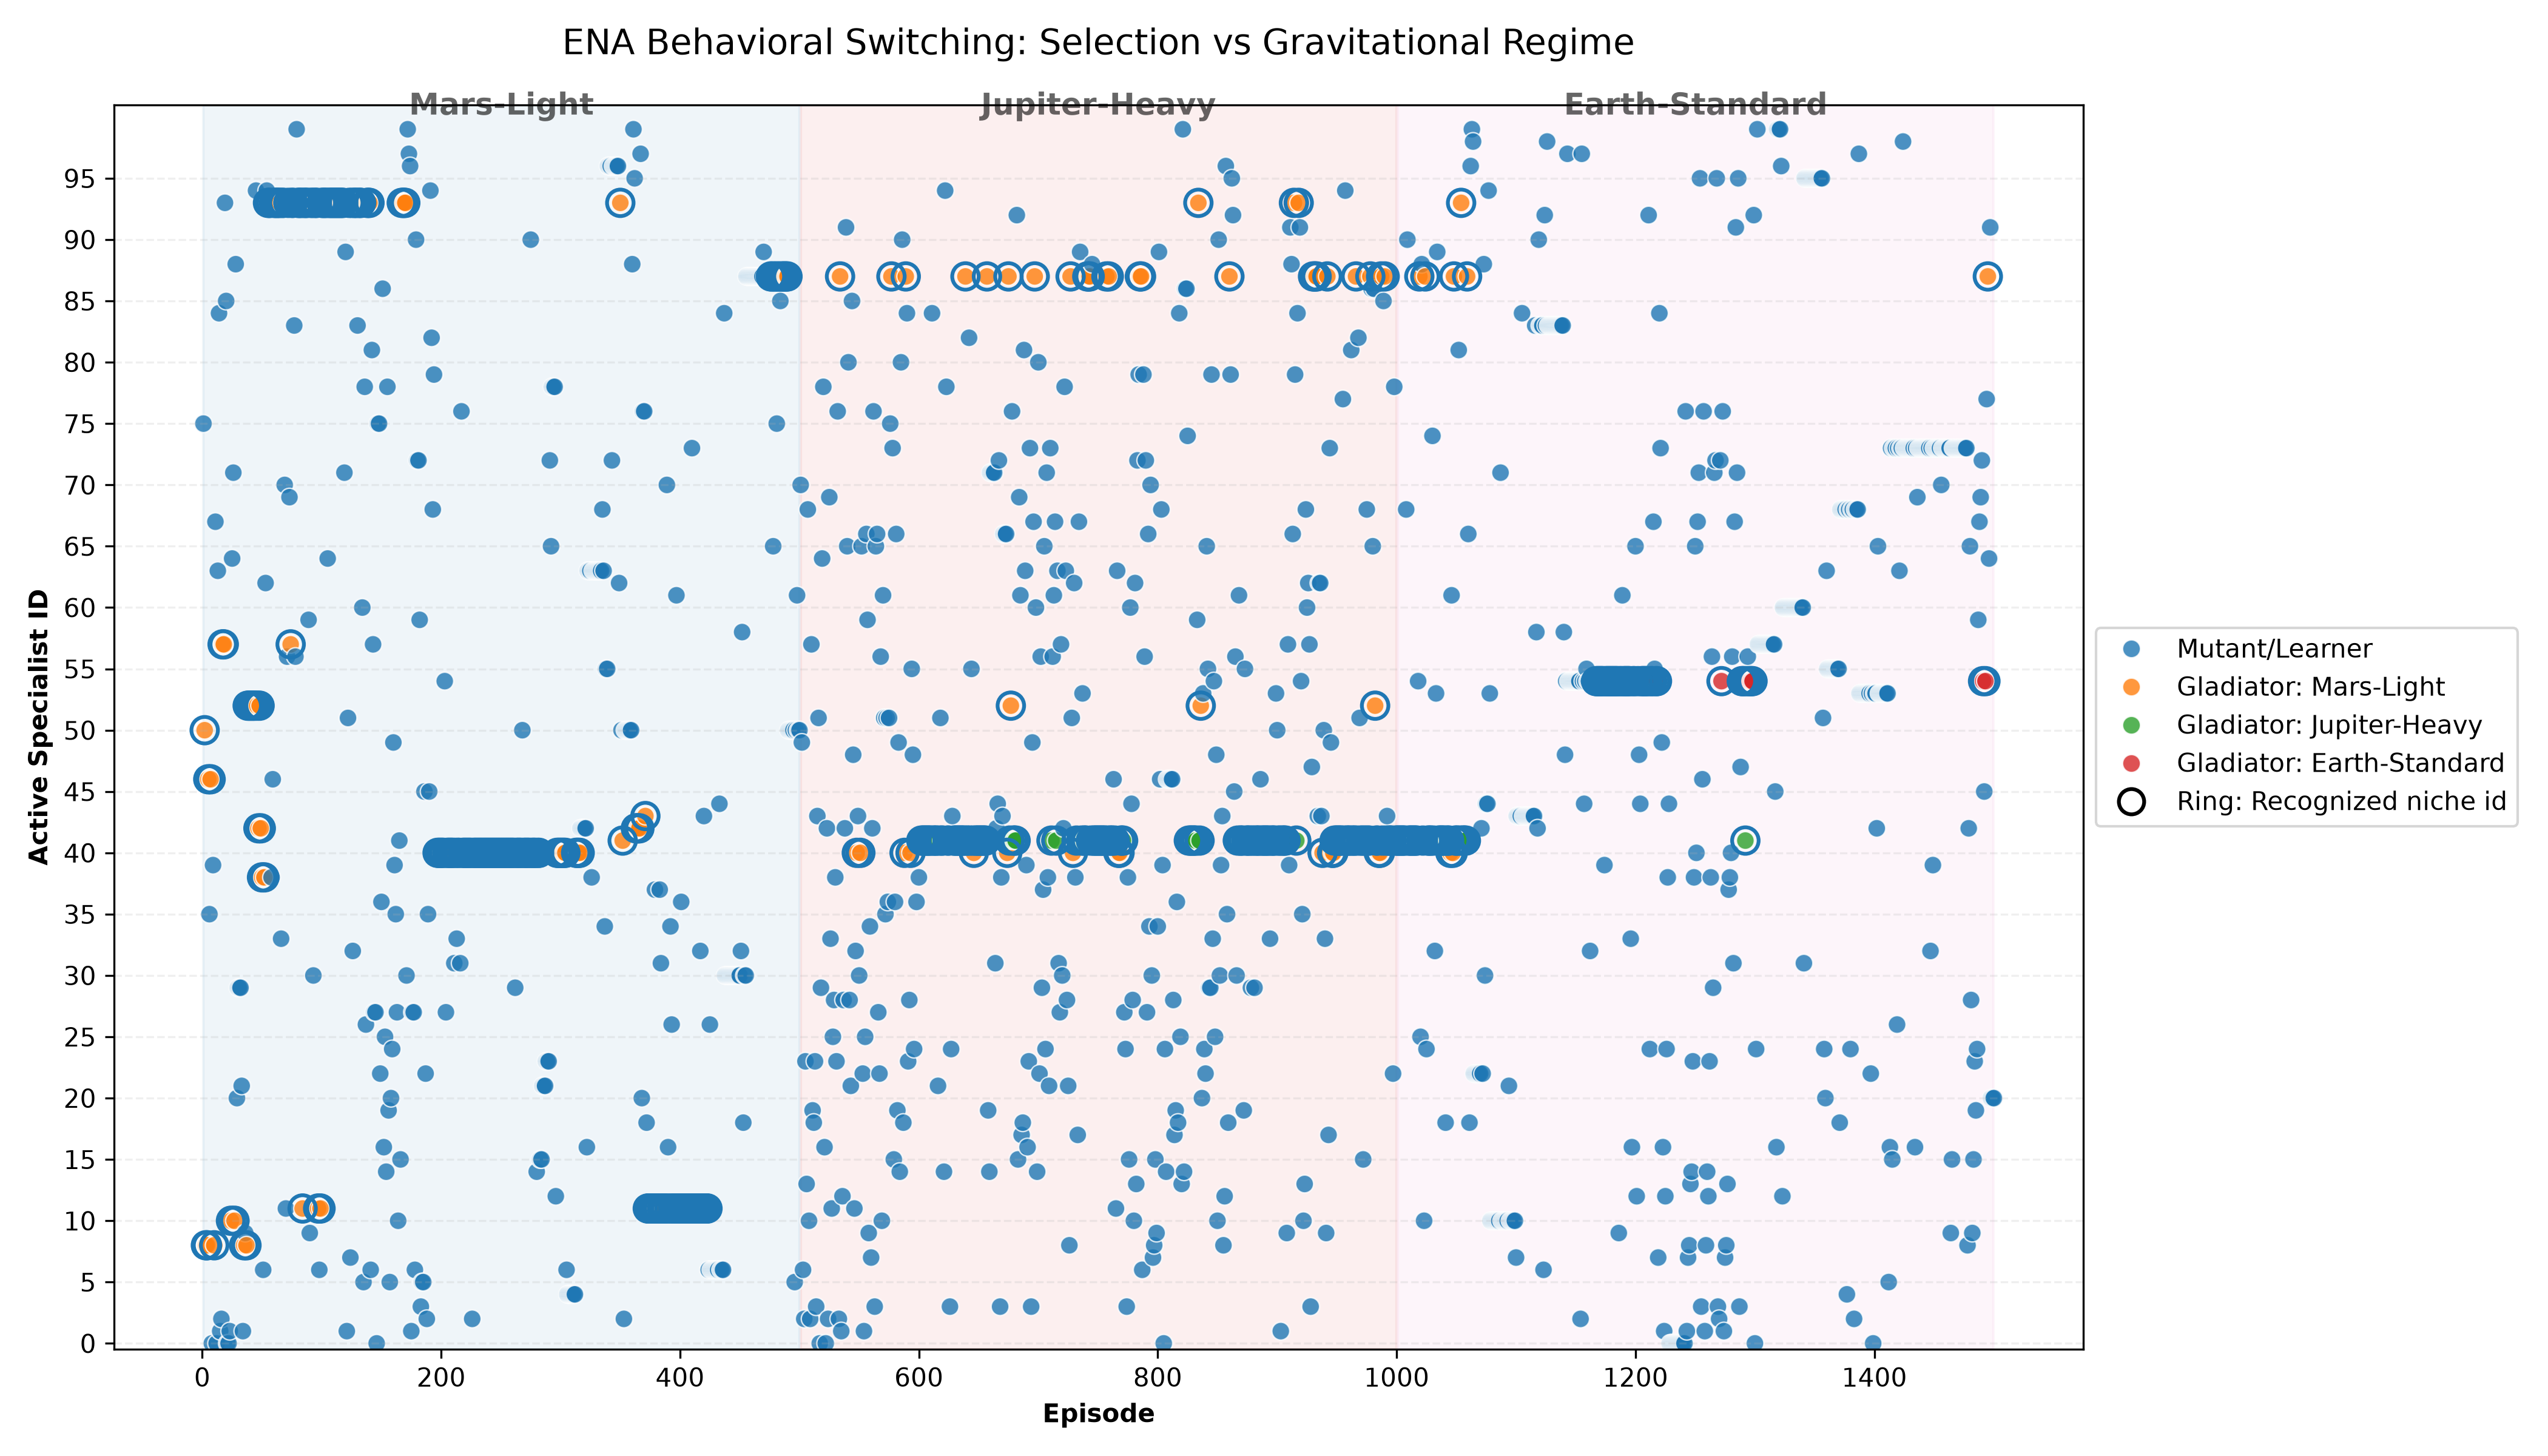 ENA Behavioral Switching: Selection vs Gravitational Regime
Mars-Light
Jupiter-Heavy
Earth-Standard
Active Specialist ID
95
90
85
80
75
70
65
60
55
50
45
40
35
30
25
20
15
10
5
0
0
200
400
600
800
1000
1200
1400
Episode
Mutant/Learner
Gladiator: Mars-Light
Gladiator: Jupiter-Heavy
Gladiator: Earth-Standard
Ring: Recognized niche id